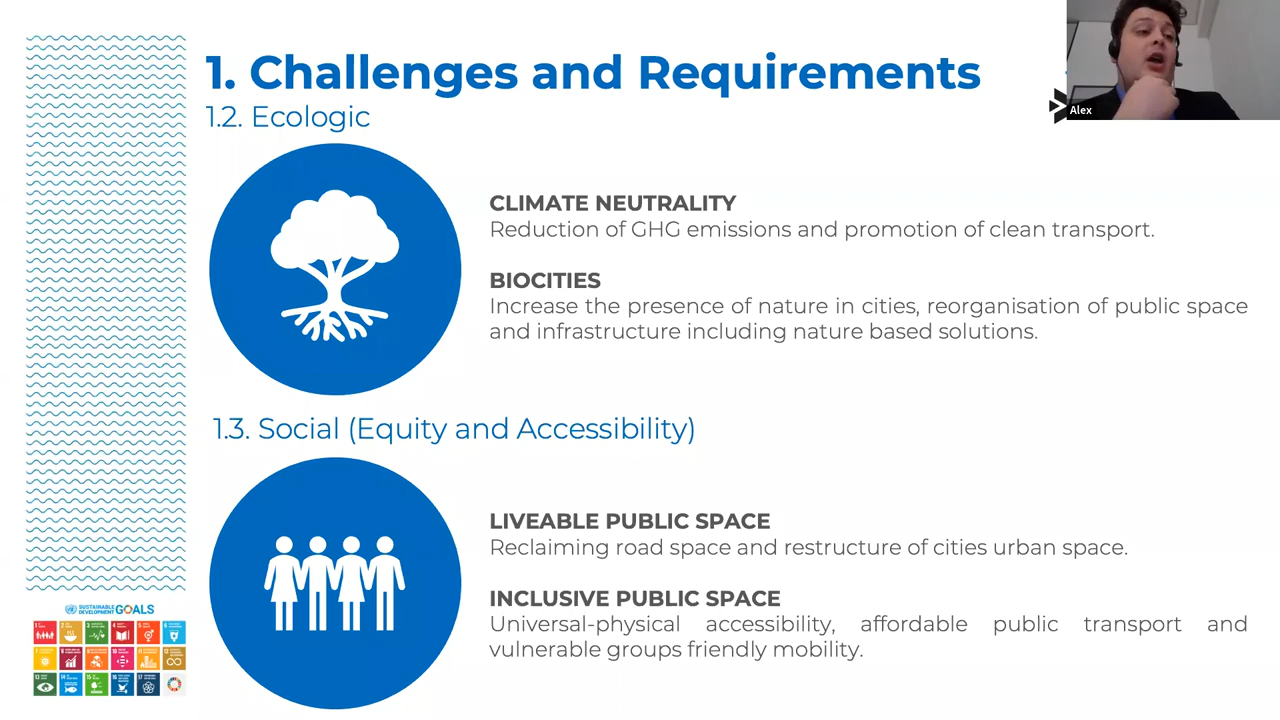 1. Challenges and Requirements
1.2. Ecologic
Alex
CLIMATE NEUTRALITY
Reduction of GHG emissions and promotion of clean transport.
BIOCITIES
Increase the presence of nature in cities, reorganisation of public space
and infrastructure including nature based solutions.
1.3. Social (Equity and Accessibility)
LIVEABLE PUBLIC SPACE
Reclaiming road space and restructure of cities urban space.
INCLUSIVE PUBLIC SPACE
Universal-physical accessibility, affordable public transport and
vulnerable groups friendly mobility.
SUSTAINABLE
DEVELOPMENT GOALS